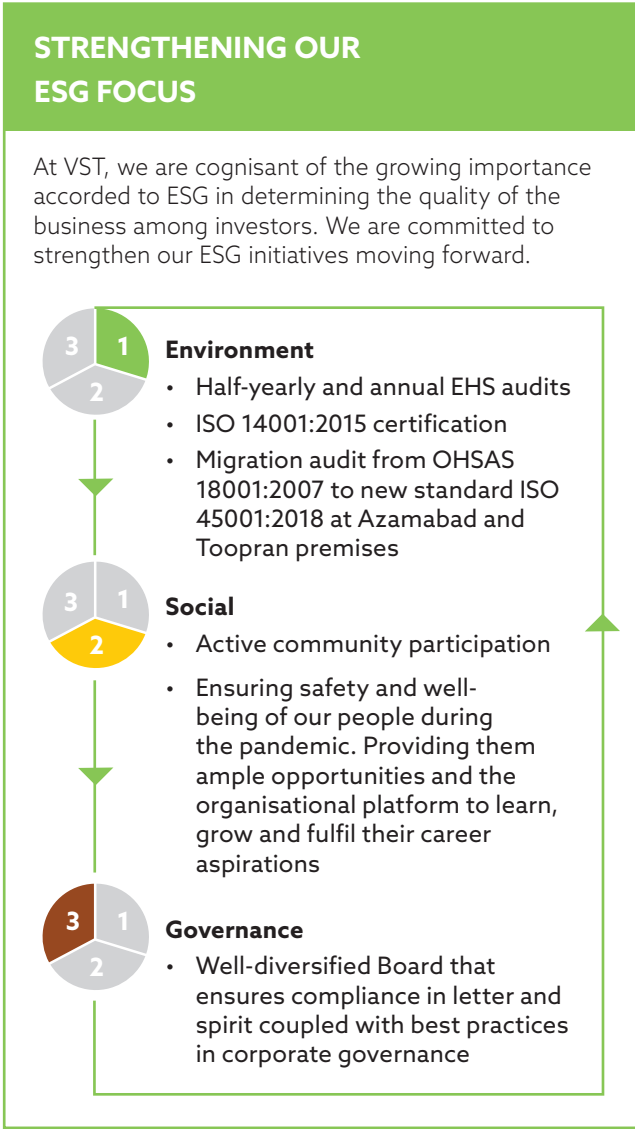 STRENGTHENING OUR
ESG FOCUS
At VST, we are cognisant of the growing importance
accorded to ESG in determining the quality of the
business among investors. We are committed to
strengthen our ESG initiatives moving forward.
3 1
2
Environment
• Half-yearly and annual EHS audits
• ISO 14001:2015 certification
• Migration audit from OHSAS
18001:2007 to new standard ISO
45001:2018 at Azamabad and
Toopran premises
3 1
2
Social
• Active community participation
• Ensuring safety and well-
being of our people during
the pandemic. Providing them
ample opportunities and the
organisational platform to learn,
grow and fulfil their career
aspirations
3 1
2
Governance
• Well-diversified Board that
ensures compliance in letter and
spirit coupled with best practices
in corporate governance